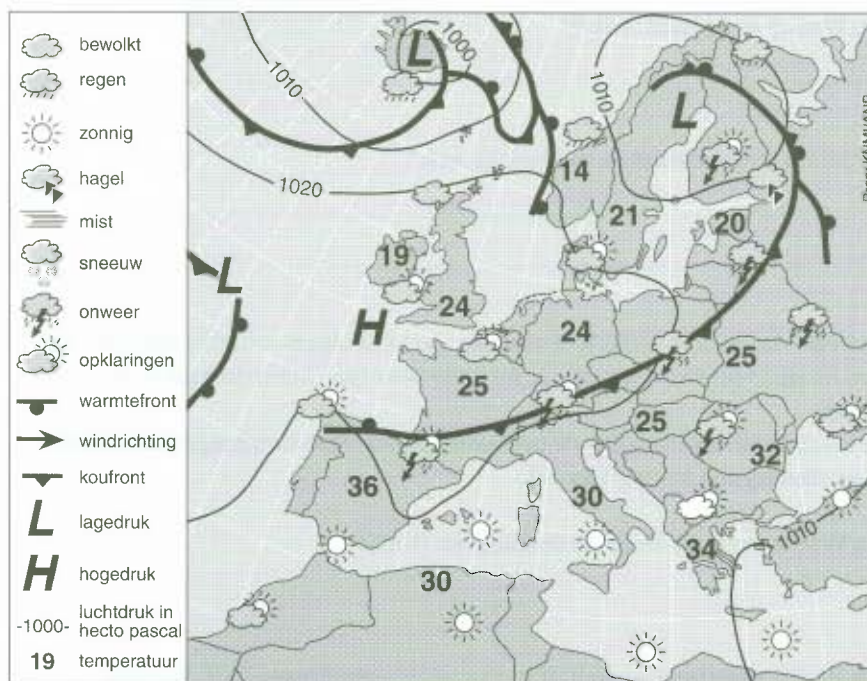 bewolkt
regen
zonnig
hagel
mist
sneeuw
onweer
opklaringen
warmtefront
windrichting
koufront
L lagedruk
H hogedruk
-1000- luchtdruk in
hecto pascal
19 temperatuur
1000
L
1010
1010
L
1020
14
21
20
19
L
24
H
24
25
25
25
32
36
30
34
1010
30